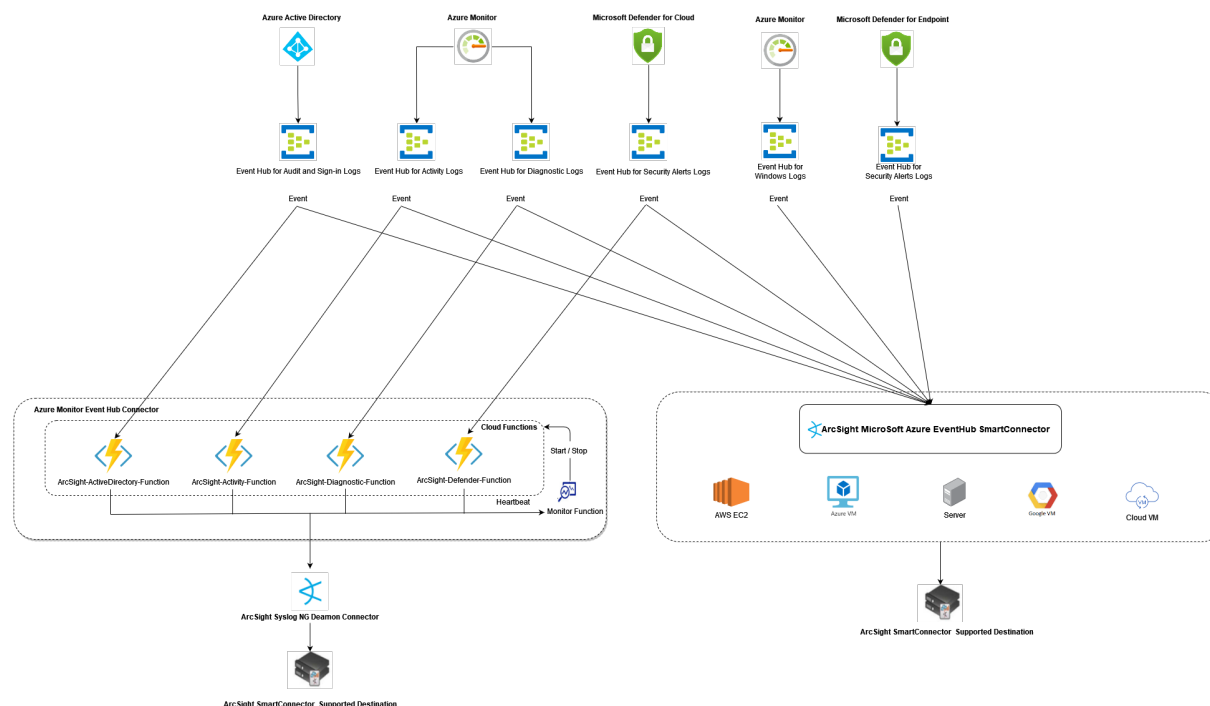 Azure Active Directory
Azure Monitor
Microsoft Defender for Cloud
Azure Monitor
Microsoft Defender for Endpoint
Event Hub for Audit and Sign-in Logs
Event Hub for Activity Logs
Event Hub for Diagnostic Logs
Event Hub for Security Alerts Logs
Event Hub for
Windows Logs
Event Hub for
Security Alerts Logs
Event
Event
Event
Event
Event
Event
Azure Monitor Event Hub Connector
Cloud Functions
Start / Stop
ArcSight-ActiveDirectory-Function
ArcSight-Activity-Function
ArcSight-Diagnostic-Function
ArcSight-Defender-Function
Heartbeat
Monitor Function
ArcSight MicroSoft Azure EventHub SmartConnector
AWS EC2
Azure VM
Server
Google VM
VM
Cloud VM
ArcSight Syslog NG Deamon Connector
ArcSight SmartConnector Supported Destination
ArcSight SmartConnector Supported Destination